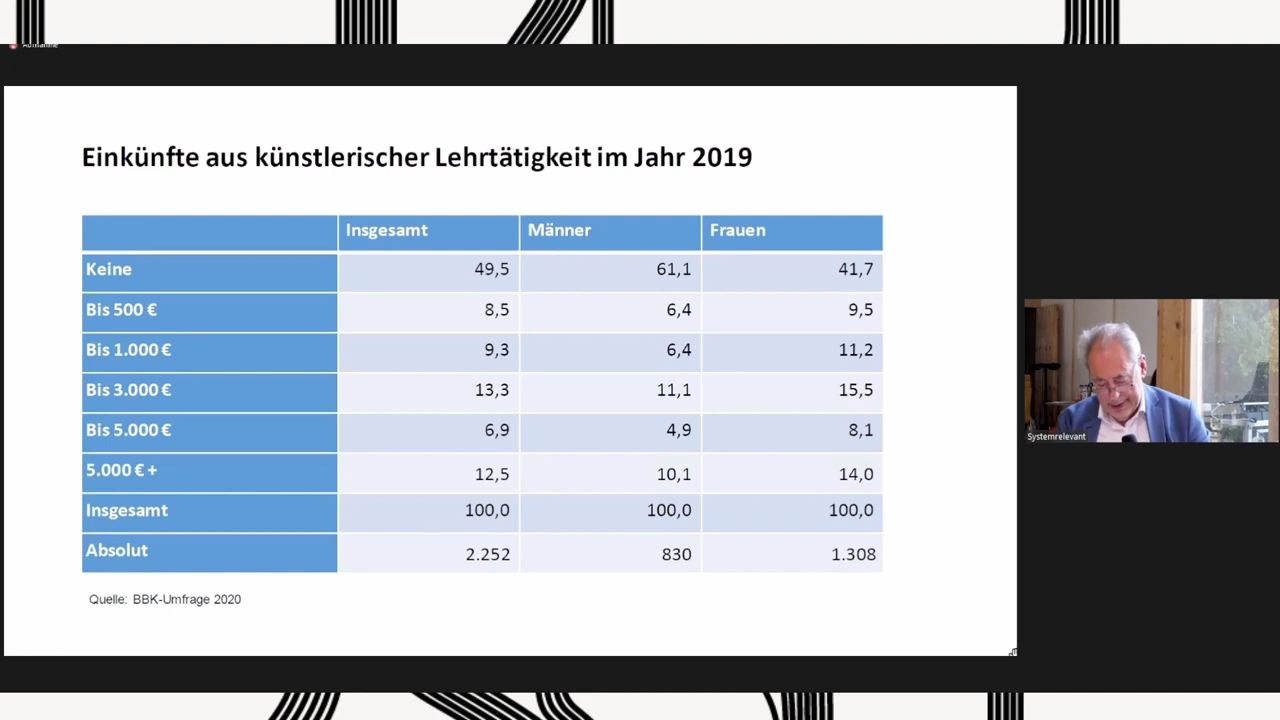 Aufnahme
Einkünfte aus künstlerischer Lehrtätigkeit im Jahr 2019
Insgesamt Männer Frauen
Keine 49,5 61,1 41,7
Bis 500 € 8,5 6,4 9,5
Bis 1.000 € 9,3 6,4 11,2
Bis 3.000 € 13,3 11,1 15,5
Bis 5.000 € 6,9 4,9 8,1
5.000 € + 12,5 10,1 14,0
Insgesamt 100,0 100,0 100,0
Absolut 2.252 830 1.308
Quelle: BBK-Umfrage 2020
Systemrelevant